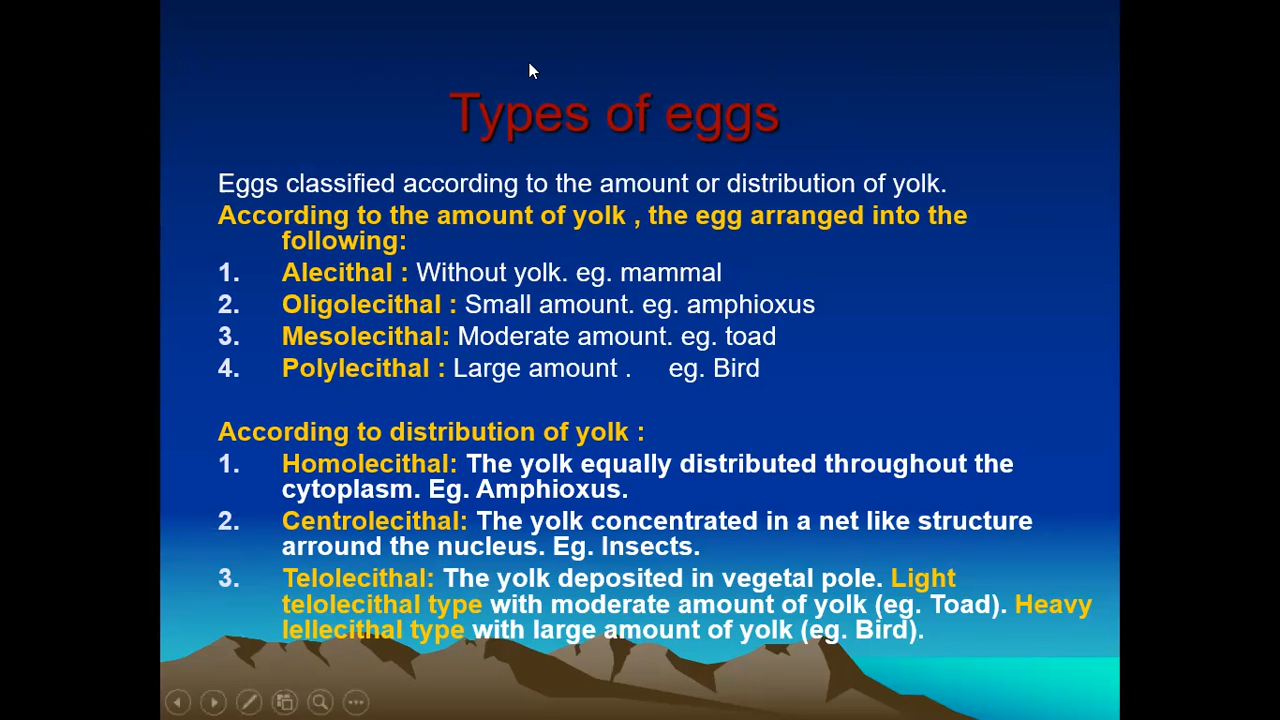 Types of eggs
Eggs classified according to the amount or distribution of yolk.
According to the amount of yolk , the egg arranged into the
following:
1. Alecithal : Without yolk. eg. mammal
2. Oligolecithal : Small amount. eg. amphioxus
3. Mesolecithal: Moderate amount. eg. toad
4. Polylecithal : Large amount . eg. Bird
According to distribution of yolk :
1. Homolecithal: The yolk equally distributed throughout the
cytoplasm. Eg. Amphioxus.
2. Centrolecithal: The yolk concentrated in a net like structure
arround the nucleus. Eg. Insects.
3. Telolecithal: The yolk deposited in vegetal pole. Light
telolecithal type with moderate amount of yolk (eg. Toad). Heavy
lellecithal type with large amount of yolk (eg. Bird).